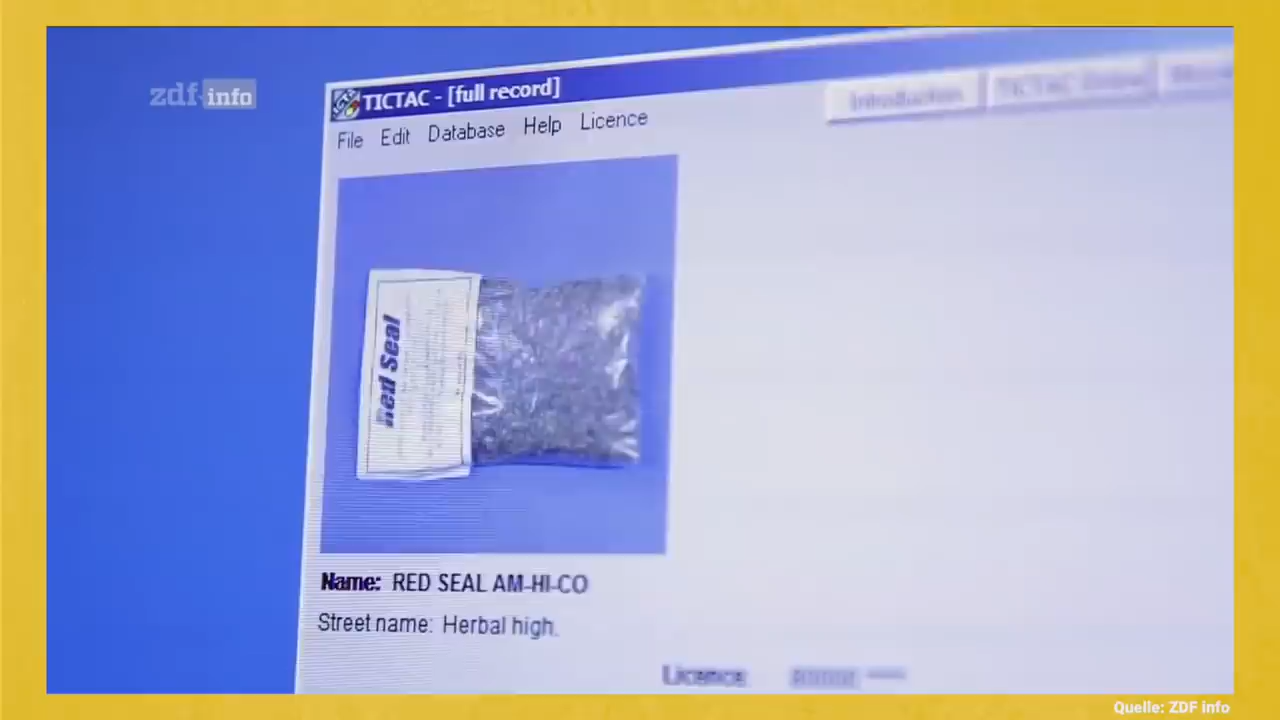 zdf info
TICTAC - [full record]
File Edit Database Help Licence
Introduction
Red Seal
Name: RED SEAL AM-HI-CO
Street name: Herbal high.
Licence
Quelle: ZDF info